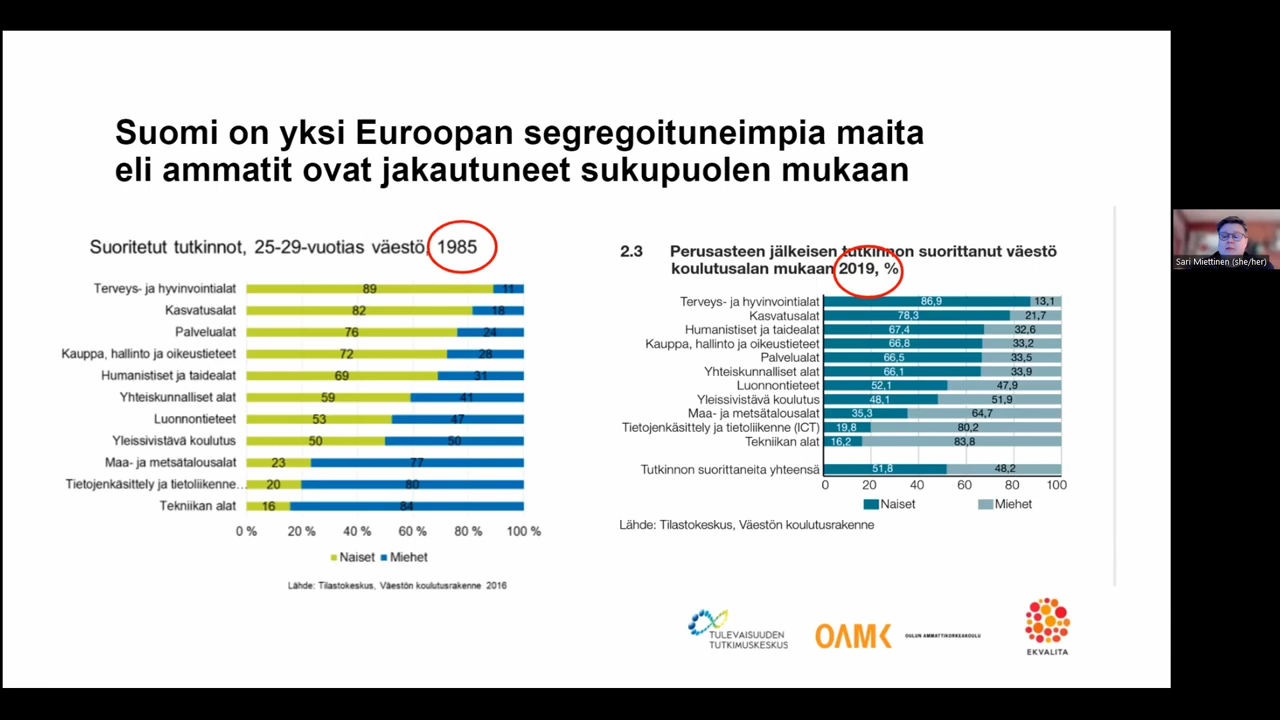 Suomi on yksi Euroopan segregoituneimpia maita
eli ammatit ovat jakautuneet sukupuolen mukaan
Suoritetut tutkinnot, 25-29-vuotias väestö, 1985
Terveys- ja hyvinvointialat 89 11
Kasvatusalat 82 18
Palvelualat 76 24
Kauppa, hallinto ja oikeustieteet 72 28
Humanistiset ja taidealat 69 31
Yhteiskunnalliset alat 59 41
Luonnontieteet 53 47
Yleissivistävä koulutus 50 50
Maa- ja metsätalousalat 23 77
Tietojenkäsittely ja tietoliikenne... 20 80
Tekniikan alat 16 84
0 % 20 % 40 % 60 % 80 % 100 %
Naiset Miehet
Lähde: Tilastokeskus, Väestön koulutusrakenne 2016
2.3 Perusasteen jälkeisen tutkinnon suorittanut väestö
koulutusalan mukaan 2019, %
Terveys- ja hyvinvointialat 86,9 13,1
Kasvatusalat 78,3 21,7
Humanistiset ja taidealat 67,4 32,6
Kauppa, hallinto ja oikeustieteet 66,8 33,2
Palvelualat 66,5 33,5
Yhteiskunnalliset alat 66,1 33,9
Luonnontieteet 52,1 47,9
Yleissivistävä koulutus 48,1 51,9
Maa- ja metsätalousalat 35,3 64,7
Tietojenkäsittely ja tietoliikenne (ICT) 19,8 80,2
Tekniikan alat 16,2 83,8
Tutkinnon suorittaneita yhteensä 51,8 48,2
0 20 40 60 80 100
Naiset Miehet
Lähde: Tilastokeskus, Väestön koulutusrakenne
TULEVAISUUDEN
TUTKIMUSKESKUS
OAMK OULUN AMMATTIKORKEAKOULU
EKVALITA
Sari Miettinen (she/her)